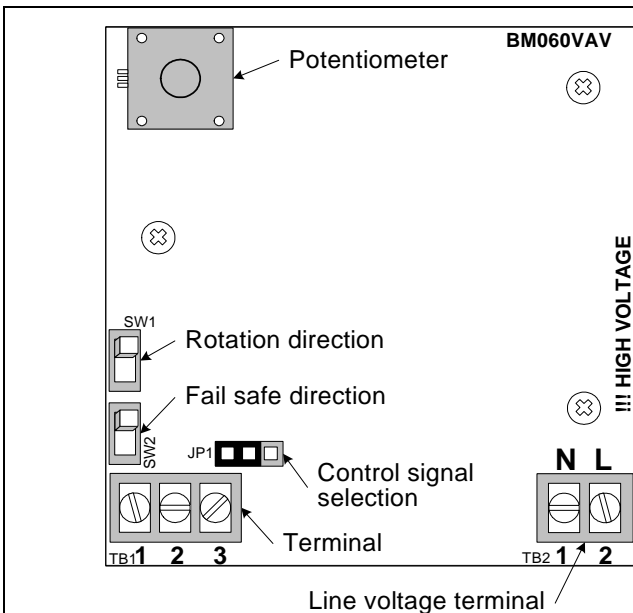 BM060VAV
Potentiometer
!!! HIGH VOLTAGE
SW1
Rotation direction
Fail safe direction
SW2
JP1
Control signal
selection
N L
Terminal
TB1 1 2 3
TB2 1 2
Line voltage terminal